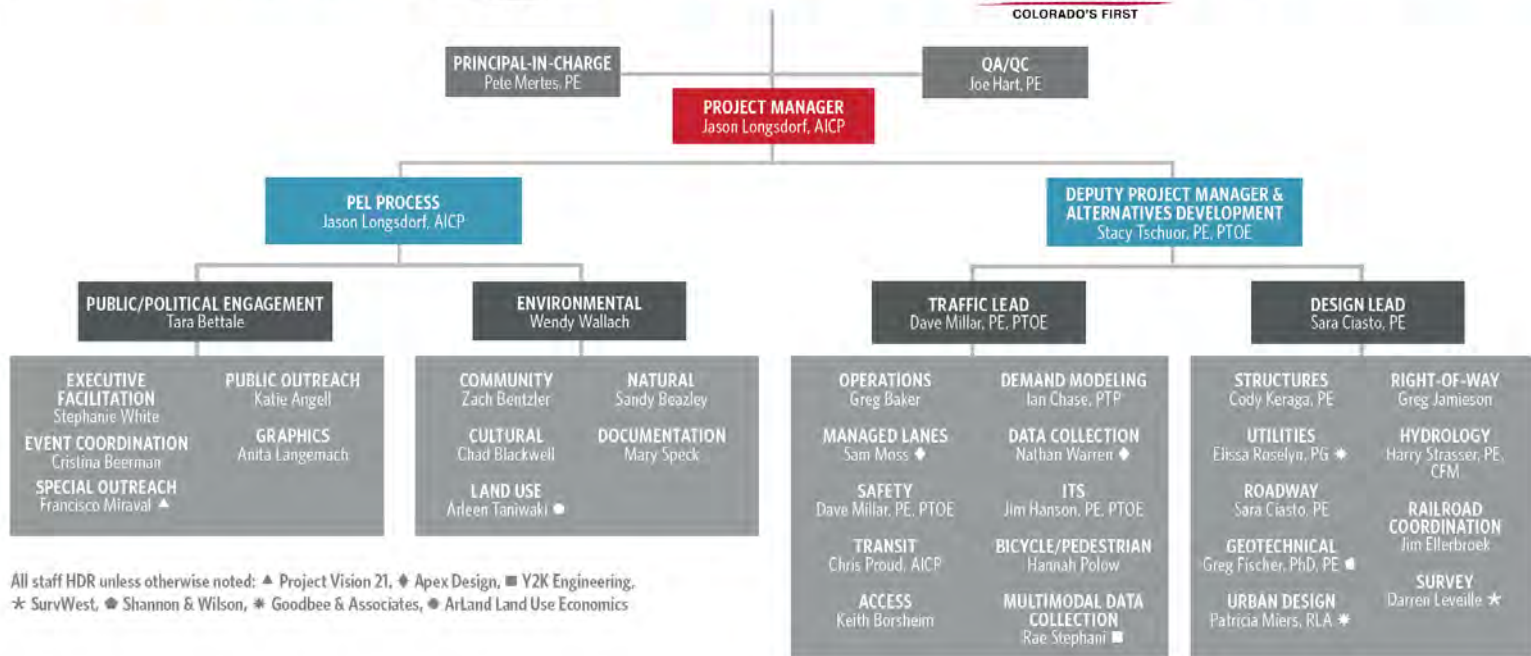 COLORADO'S FIRST
PRINCIPAL-IN-CHARGE
Pete Mertes, PE
QA/QC
Joe Hart, PE
PROJECT MANAGER
Jason Longsdorf, AICP
PEL PROCESS
Jason Longsdorf, AICP
DEPUTY PROJECT MANAGER &
ALTERNATIVES DEVELOPMENT
Stacy Tschuor, PE, PTOE
PUBLIC/POLITICAL ENGAGEMENT
Tara Bettale
ENVIRONMENTAL
Wendy Wallach
TRAFFIC LEAD
Dave Millar, PE, PTOE
DESIGN LEAD
Sara Ciasto, PE
EXECUTIVE
FACILITATION
Stephanie White
EVENT COORDINATION
Cristina Beerman
SPECIAL OUTREACH
Francisco Miraval ▲
PUBLIC OUTREACH
Katie Angell
GRAPHICS
Anita Langemach
COMMUNITY
Zach Bentzler
CULTURAL
Chad Blackwell
LAND USE
Arleen Taniwaki ●
NATURAL
Sandy Beazley
DOCUMENTATION
Mary Speck
OPERATIONS
Greg Baker
MANAGED LANES
Sam Moss ♦
SAFETY
Dave Millar, PE, PTOE
TRANSIT
Chris Proud, AICP
ACCESS
Keith Borsheim
DEMAND MODELING
Ian Chase, PTP
DATA COLLECTION
Nathan Warren ♦
ITS
Jim Hanson, PE, PTOE
BICYCLE/PEDESTRIAN
Hannah Polow
MULTIMODAL DATA
COLLECTION
Rae Stephani ■
STRUCTURES
Cody Keraga, PE
UTILITIES
Elissa Roselyn, PG ✷
ROADWAY
Sara Ciasto, PE
GEOTECHNICAL
Greg Fischer, PhD, PE ⬟
URBAN DESIGN
Patricia Miers, RLA ✷
RIGHT-OF-WAY
Greg Jamieson
HYDROLOGY
Harry Strasser, PE,
CFM
RAILROAD
COORDINATION
Jim Ellerbroek
SURVEY
Darren Leveille ★
All staff HDR unless otherwise noted: ▲ Project Vision 21, ♦ Apex Design, ■ Y2K Engineering,
★ SurvWest, ⬟ Shannon & Wilson, ✷ Goodbee & Associates, ● ArLand Land Use Economics